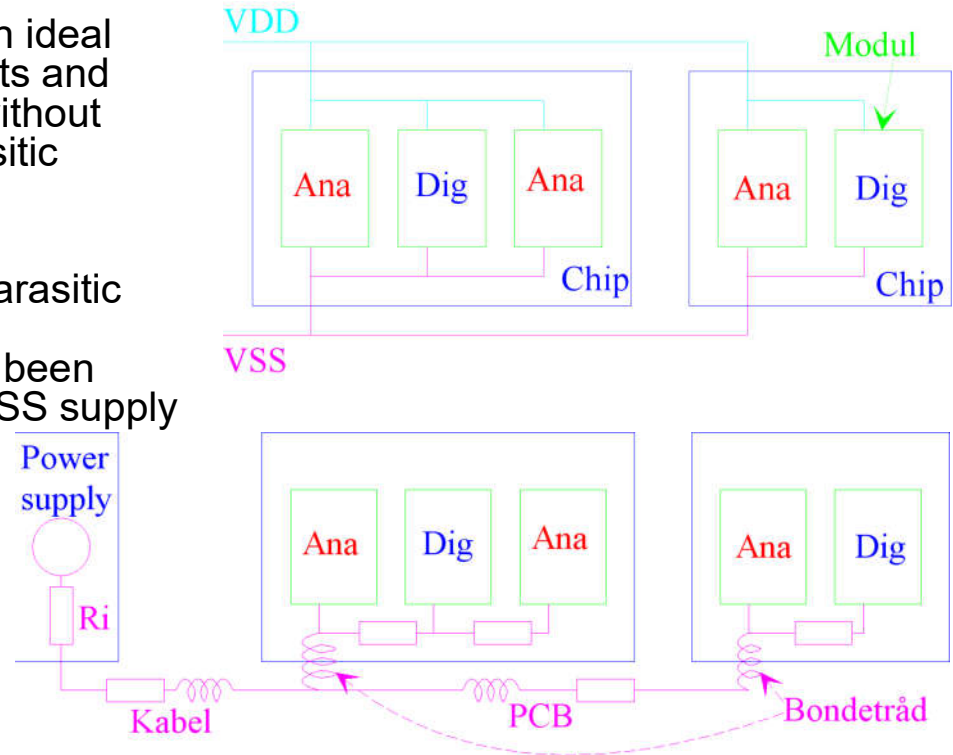 n ideal
ts and
ithout
sitic
arasitic
been
SS supply
VDD
Modul
Ana
Dig
Ana
Chip
Ana
Dig
Chip
VSS
Power
supply
Ri
Kabel
Ana
Dig
Ana
PCB
Ana
Dig
Bondetråd